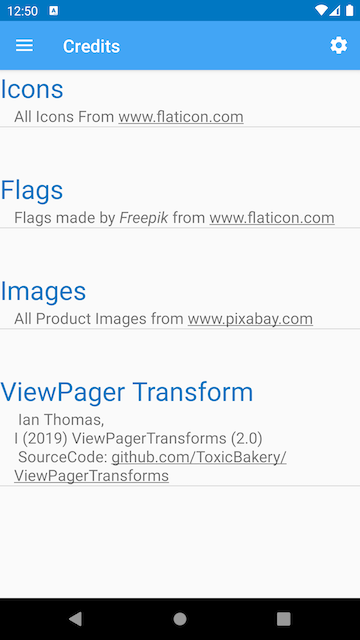 12:50
Credits
Icons
All Icons From www.flaticon.com
Flags
Flags made by Freepik from www.flaticon.com
Images
All Product Images from www.pixabay.com
ViewPager Transform
Ian Thomas,
I (2019) ViewPagerTransforms (2.0)
SourceCode: github.com/ToxicBakery/
ViewPagerTransforms